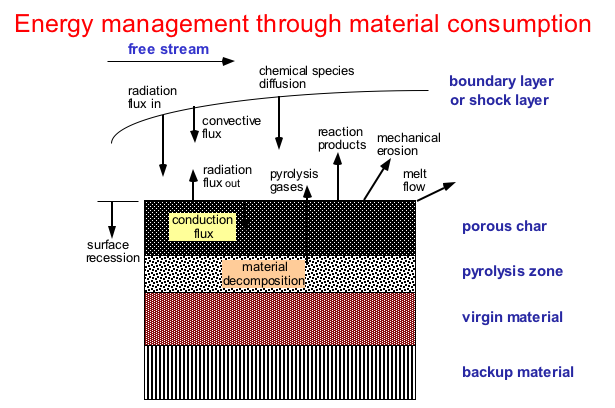 Energy management through material consumption
free stream
chemical species
diffusion
boundary layer
or shock layer
radiation
flux in
convective
flux
reaction
products
mechanical
erosion
radiation
flux out
pyrolysis
gases
melt
flow
conduction
flux
porous char
surface
recession
material
decomposition
pyrolysis zone
virgin material
backup material